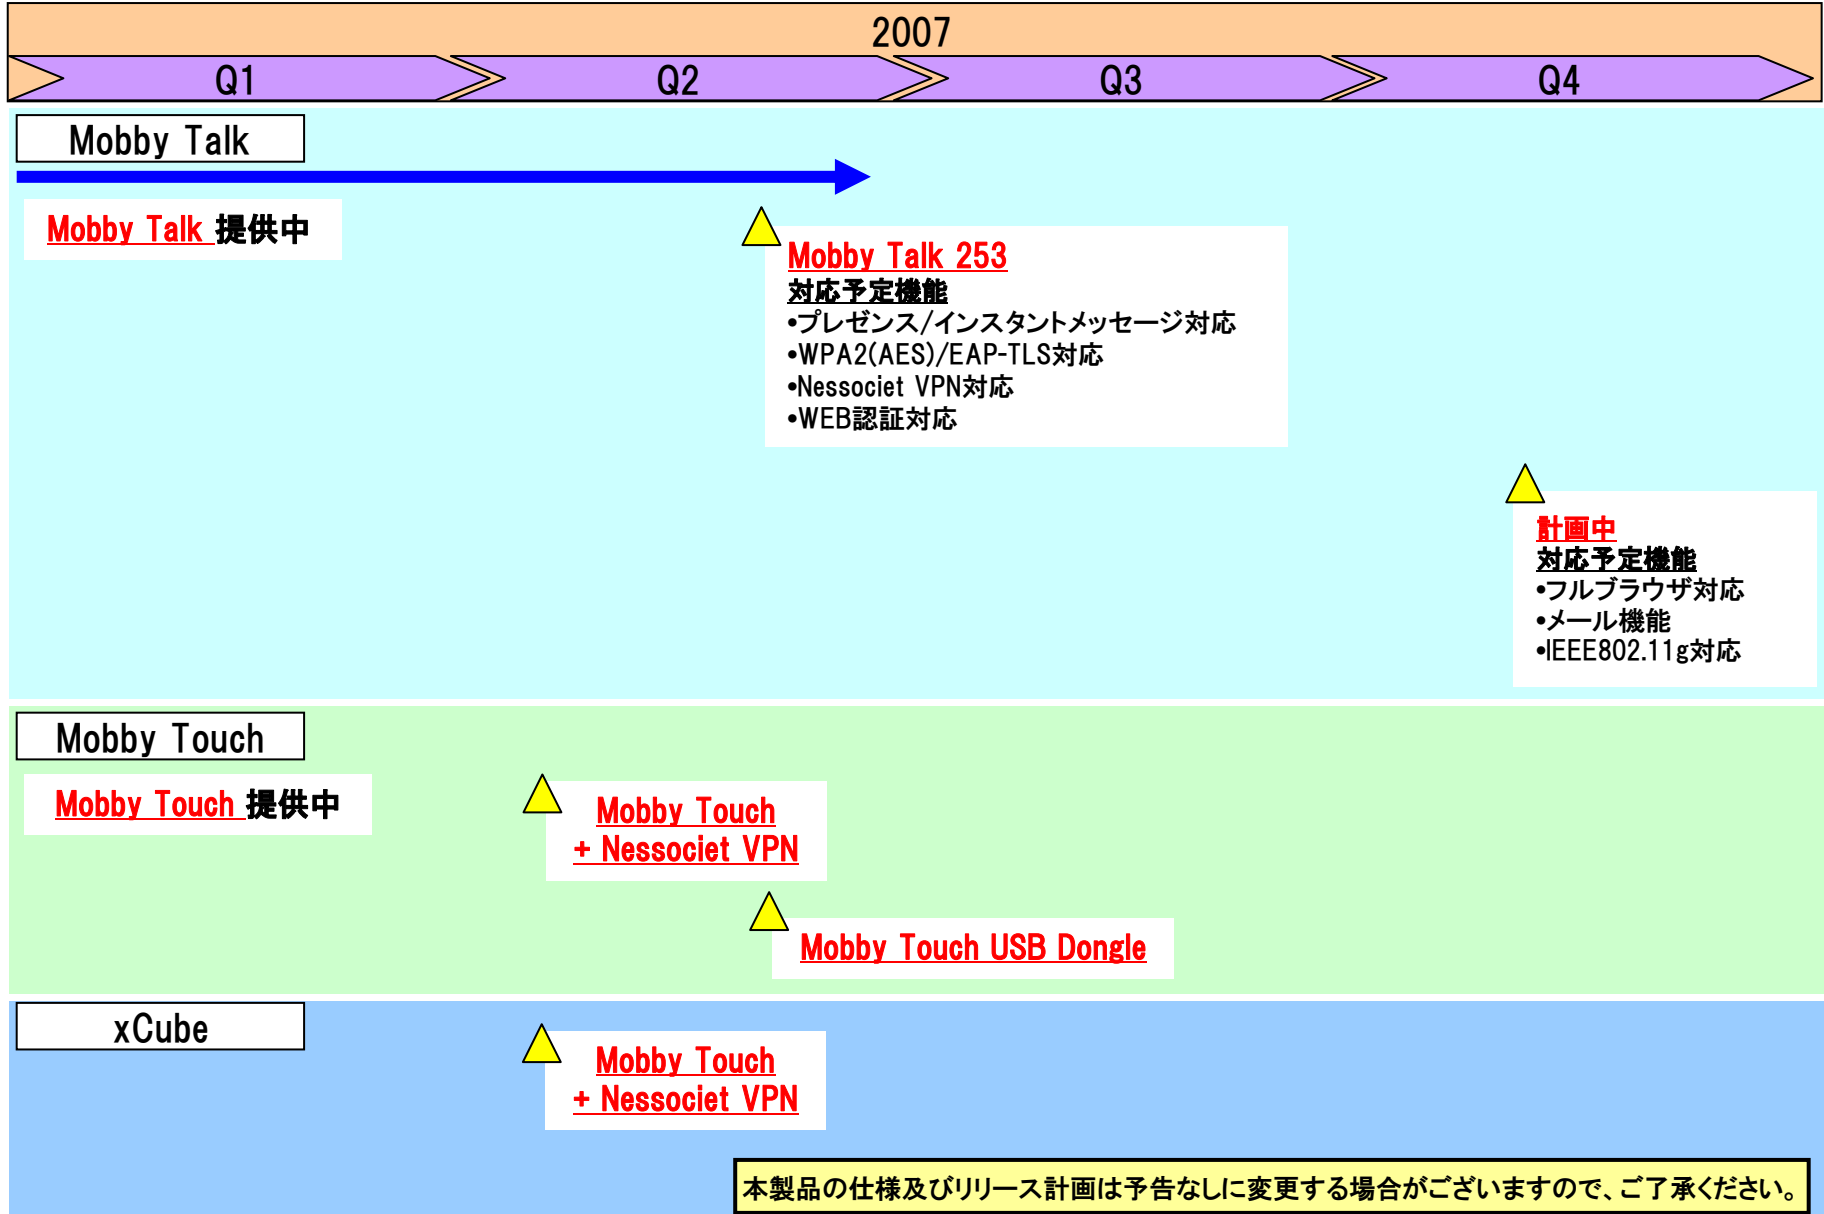 2007
Q1
Q2
Q3
Q4
Mobby Talk
Mobby Talk 提供中
Mobby Talk 253
対応予定機能
•プレゼンス/インスタントメッセージ対応
•WPA2(AES)/EAP-TLS対応
•Nessociet VPN対応
•WEB認証対応
計画中
対応予定機能
•フルブラウザ対応
•メール機能
•IEEE802.11g対応
Mobby Touch
Mobby Touch 提供中
Mobby Touch
+ Nessociet VPN
Mobby Touch USB Dongle
xCube
Mobby Touch
+ Nessociet VPN
本製品の仕様及びリリース計画は予告なしに変更する場合がございますので、ご了承ください。